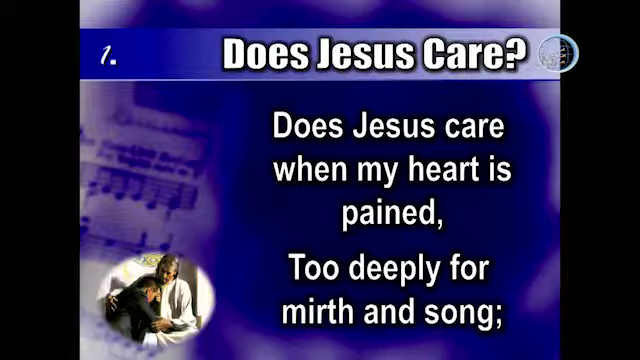 1.
Does Jesus Care?
Does Jesus care
when my heart is
pained,
Too deeply for
mirth and song;